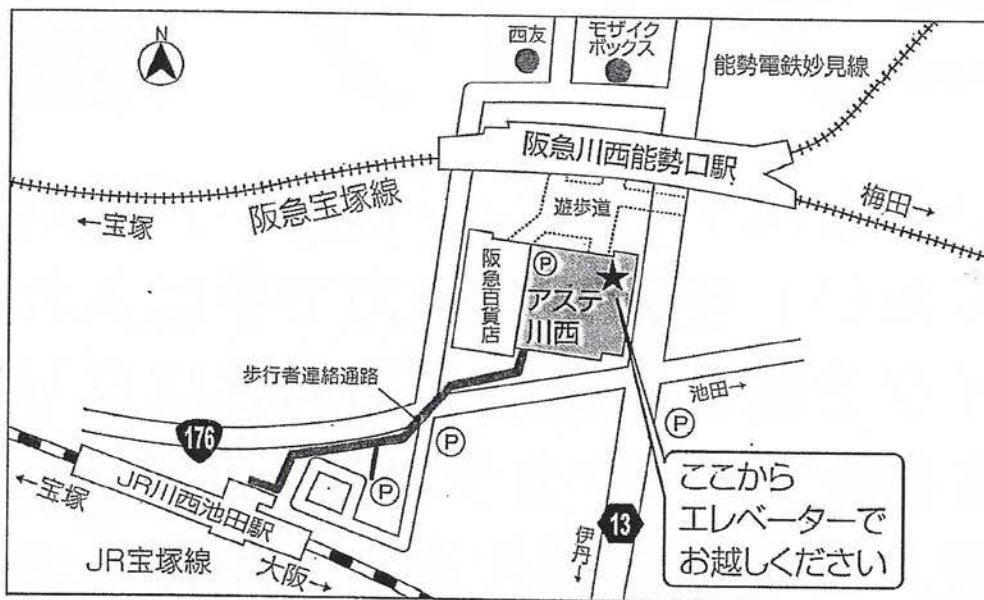 N
西友
モザイク
ボックス
能勢電鉄妙見線
阪急川西能勢口駅
阪急宝塚線
←宝塚
梅田→
遊歩道
阪急百貨店
P
アステ
川西
歩行者連絡通路
池田→
176
P
P
P
JR川西池田駅
←宝塚
JR宝塚線
大阪→
伊丹→
13
ここから
エレベーターで
お越しください